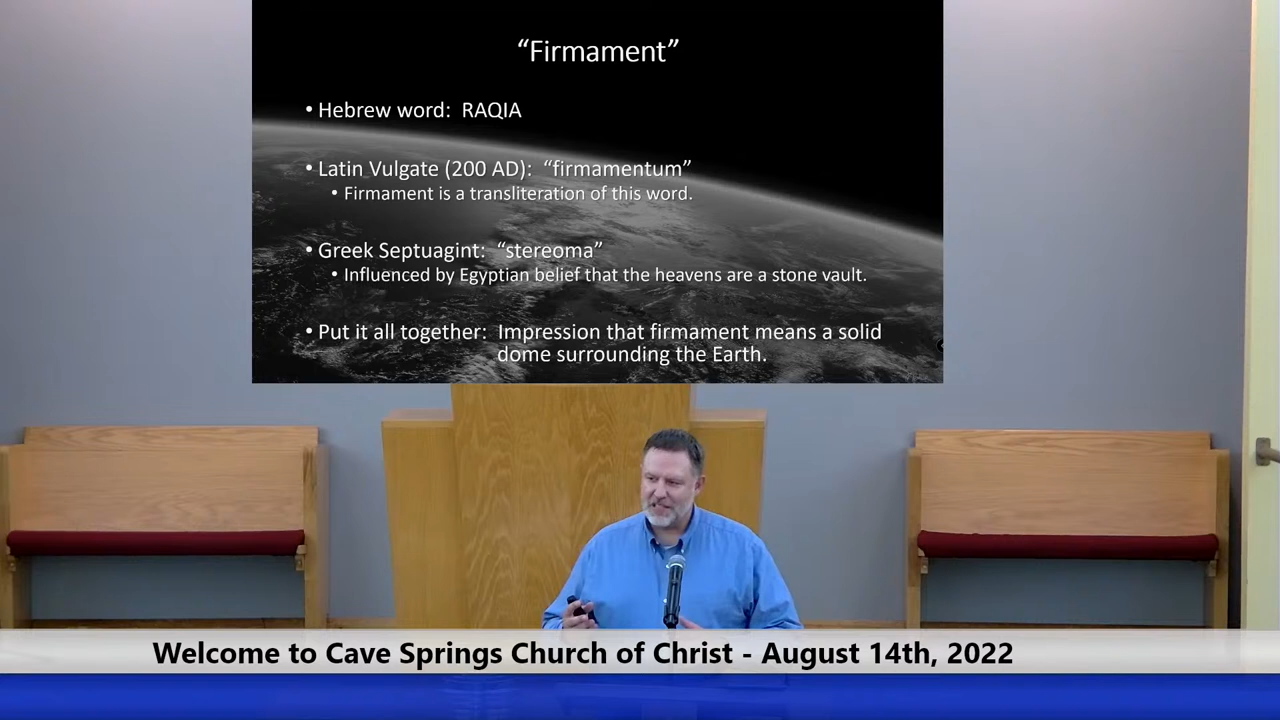 “Firmament”
• Hebrew word: RAQIA
• Latin Vulgate (200 AD): “firmamentum”
• Firmament is a transliteration of this word.
• Greek Septuagint: “stereoma”
• Influenced by Egyptian belief that the heavens are a stone vault.
• Put it all together: Impression that firmament means a solid
dome surrounding the Earth.
Welcome to Cave Springs Church of Christ - August 14th, 2022